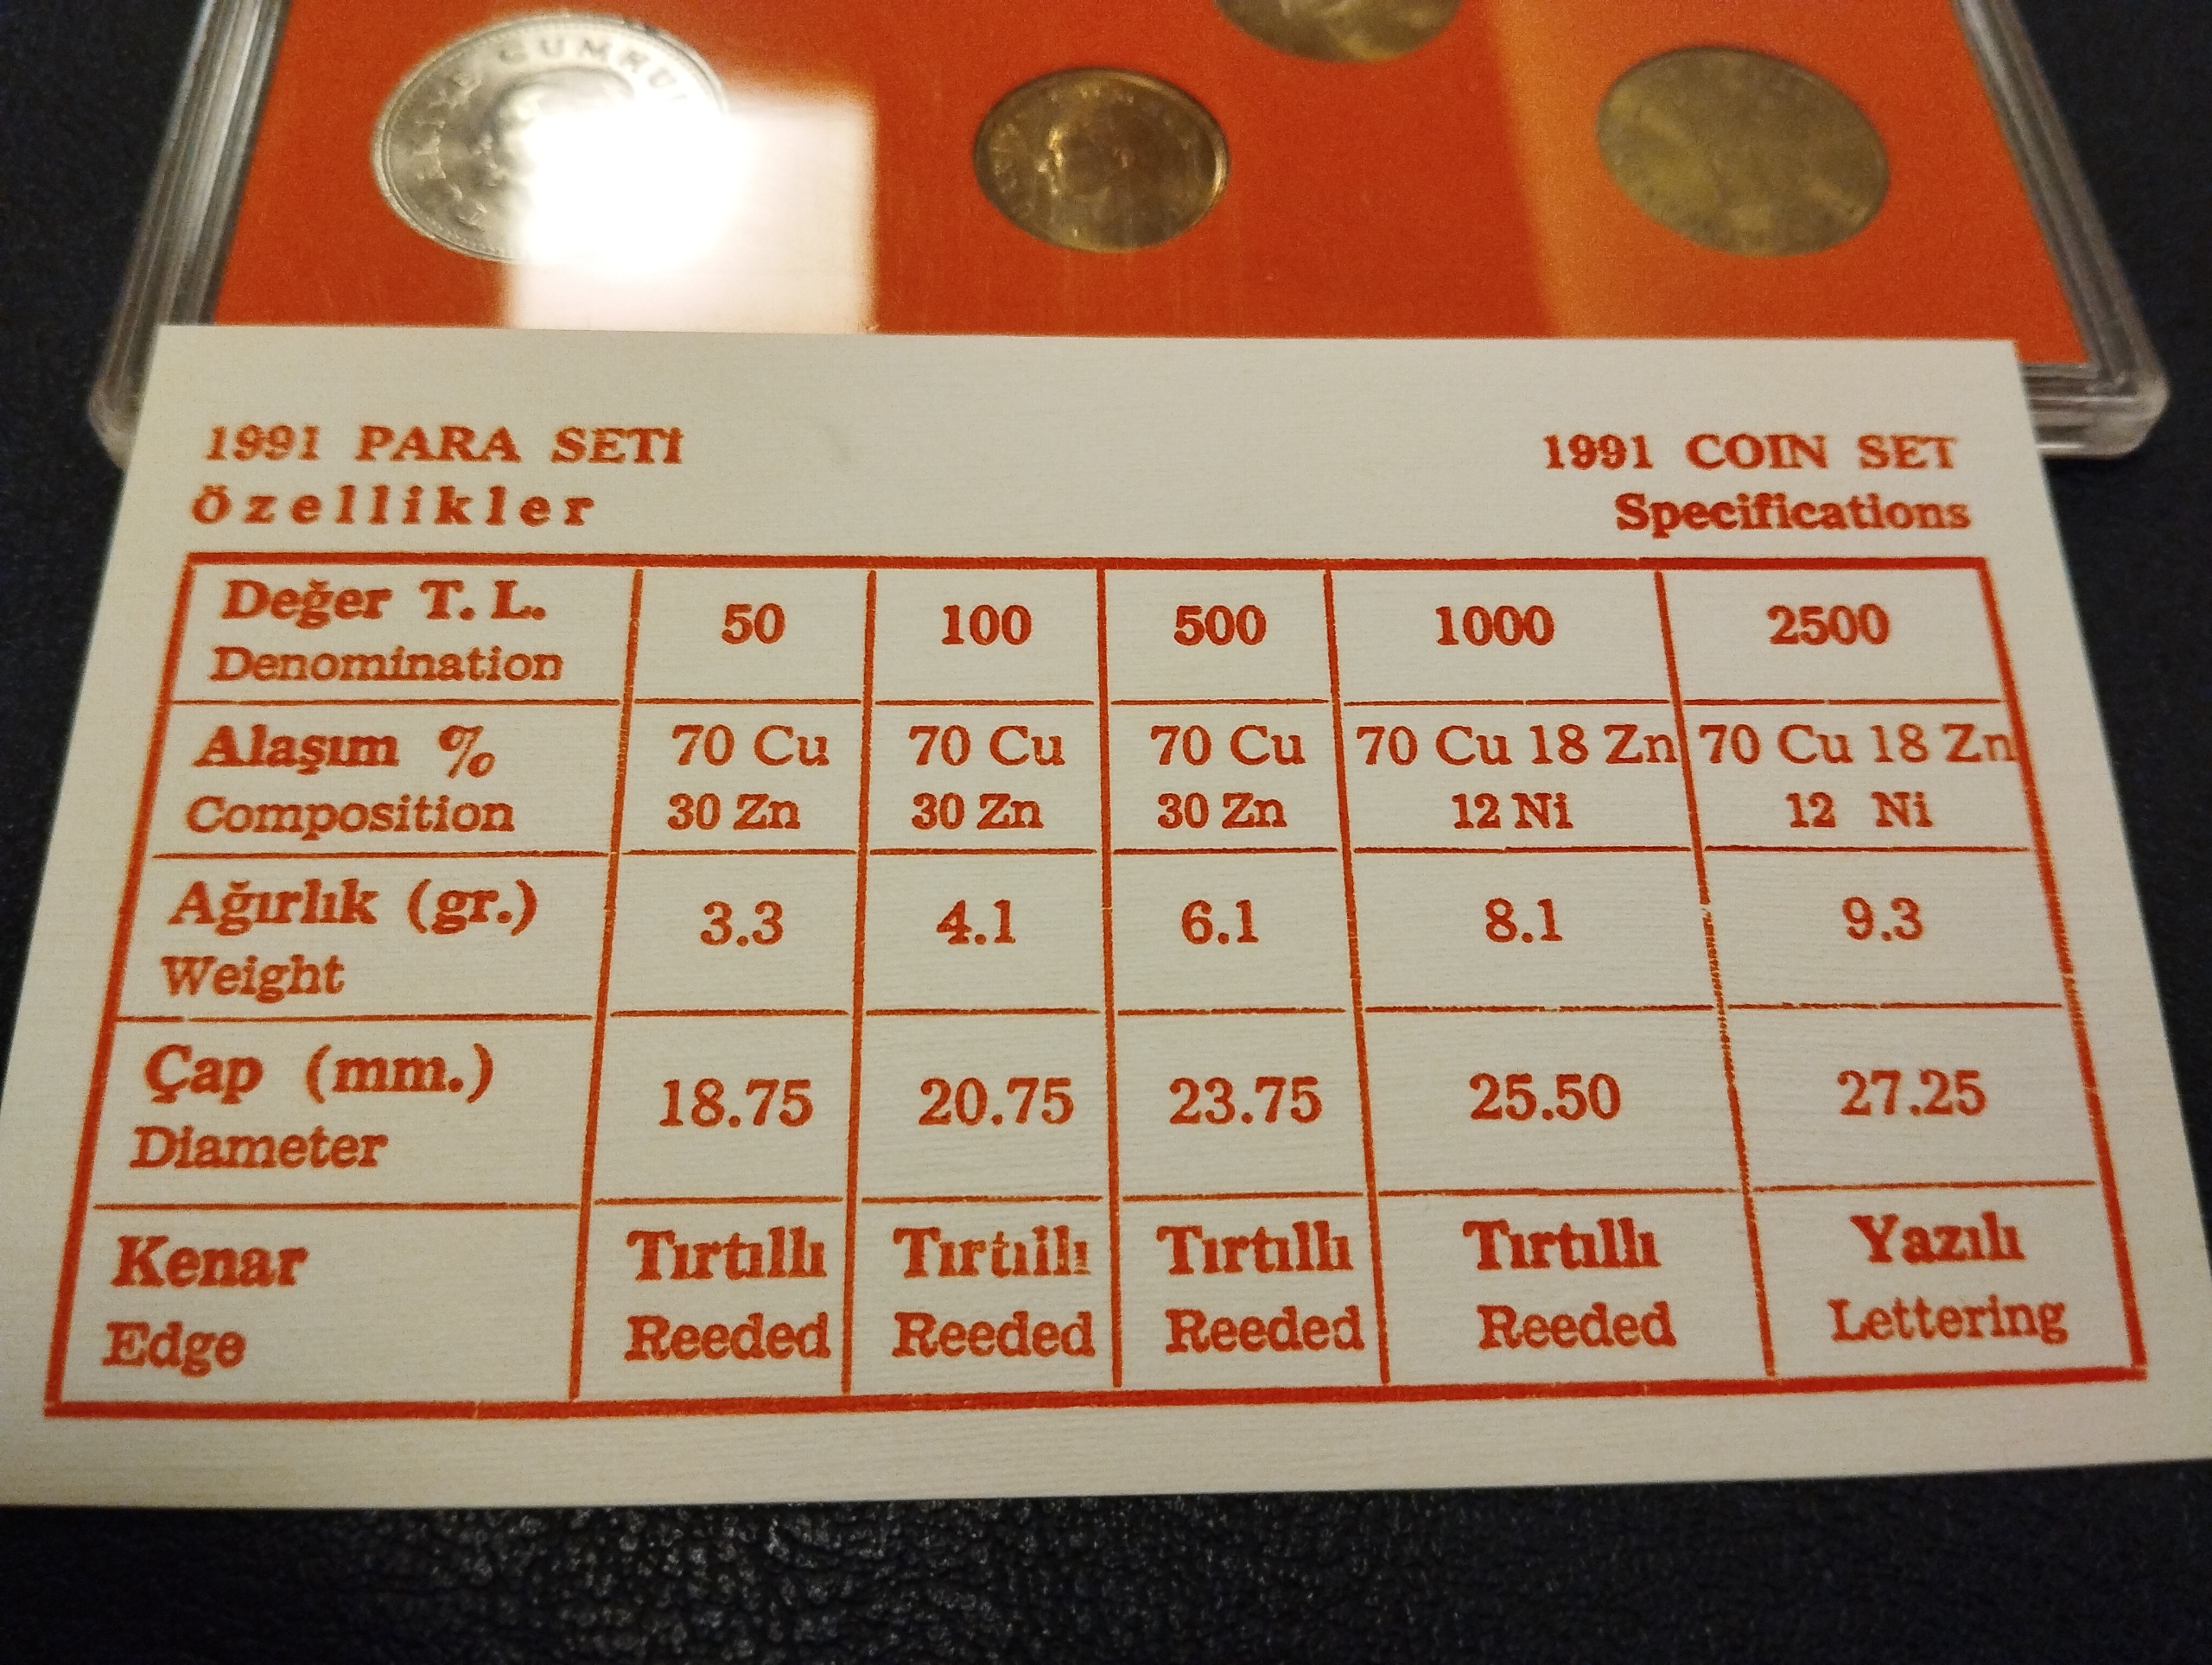 GUMHU
1991 PARA SETİ
özellikler
1991 COIN SET
Specifications
Değer T. L.
Denomination
50
100
500
1000
2500
Alaşım %
Composition
70 Cu
30 Zn
70 Cu
30 Zn
70 Cu
30 Zn
70 Cu 18 Zn
12 Ni
70 Cu 18 Zn
12 Ni
Ağırlık (gr.)
Weight
3.3
4.1
6.1
8.1
9.3
Çap (mm.)
Diameter
18.75
20.75
23.75
25.50
27.25
Kenar
Edge
Tırtıllı
Reeded
Tırtıllı
Reeded
Tırtıllı
Reeded
Tırtıllı
Reeded
Yazılı
Lettering